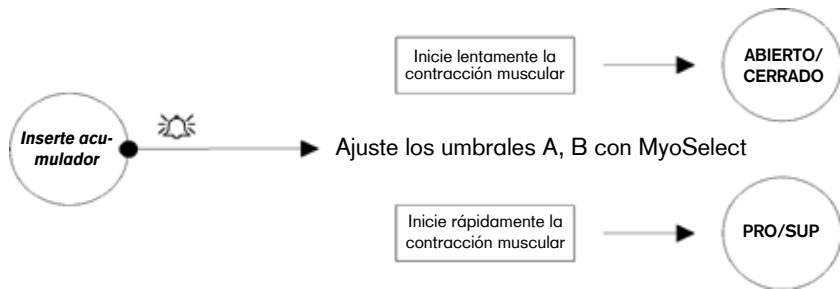 Inicie lentamente la
contracción muscular
ABIERTO/
CERRADO
Inserte acu-
mulador
Ajuste los umbrales A, B con MyoSelect
Inicie rápidamente la
contracción muscular
PRO/SUP